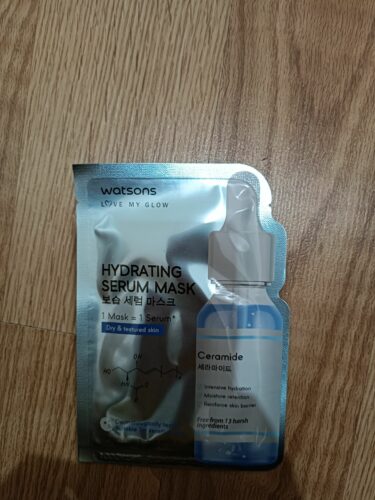 watsons
LOVE MY GLOW
HYDRATING
SERUM MASK
보습 세럼 마스크
1 Mask = 1 Serum*
Dry & textured skin
OH
HO
Ceramide
세라마이드
Intensive hydration
Moisture retention
Reinforce skin barrier
Free from 13 harsh
ingredients